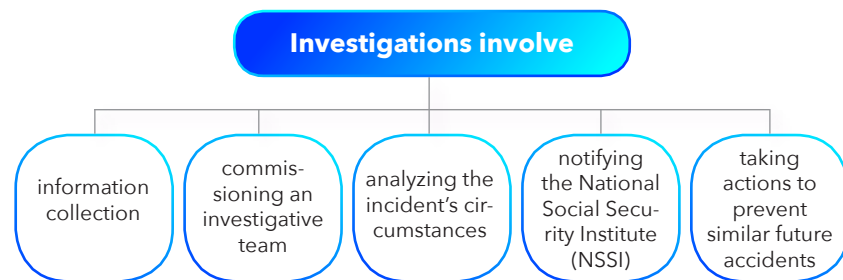 Investigations involve
information
collection
commis-
sioning an
investigative
team
analyzing the
incident's cir-
cumstances
notifying
the National
Social Secu-
rity Institute
(NSSI)
taking
actions to
prevent
similar future
accidents